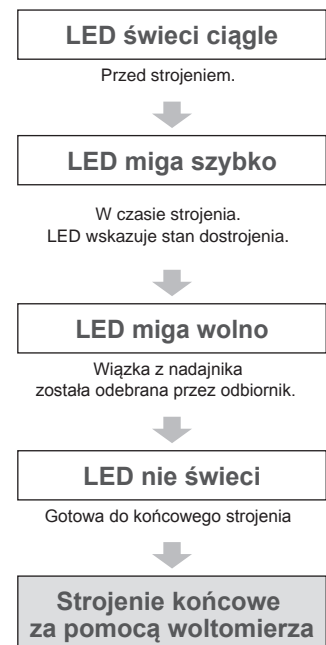 LED świeci ciągle
Przed strojeniem.
LED miga szybko
W czasie strojenia.
LED wskazuje stan dostrojenia.
LED miga wolno
Wiązka z nadajnika
została odebrana przez odbiornik.
LED nie świeci
Gotowa do końcowego strojenia
Strojenie końcowe
za pomocą woltomierza